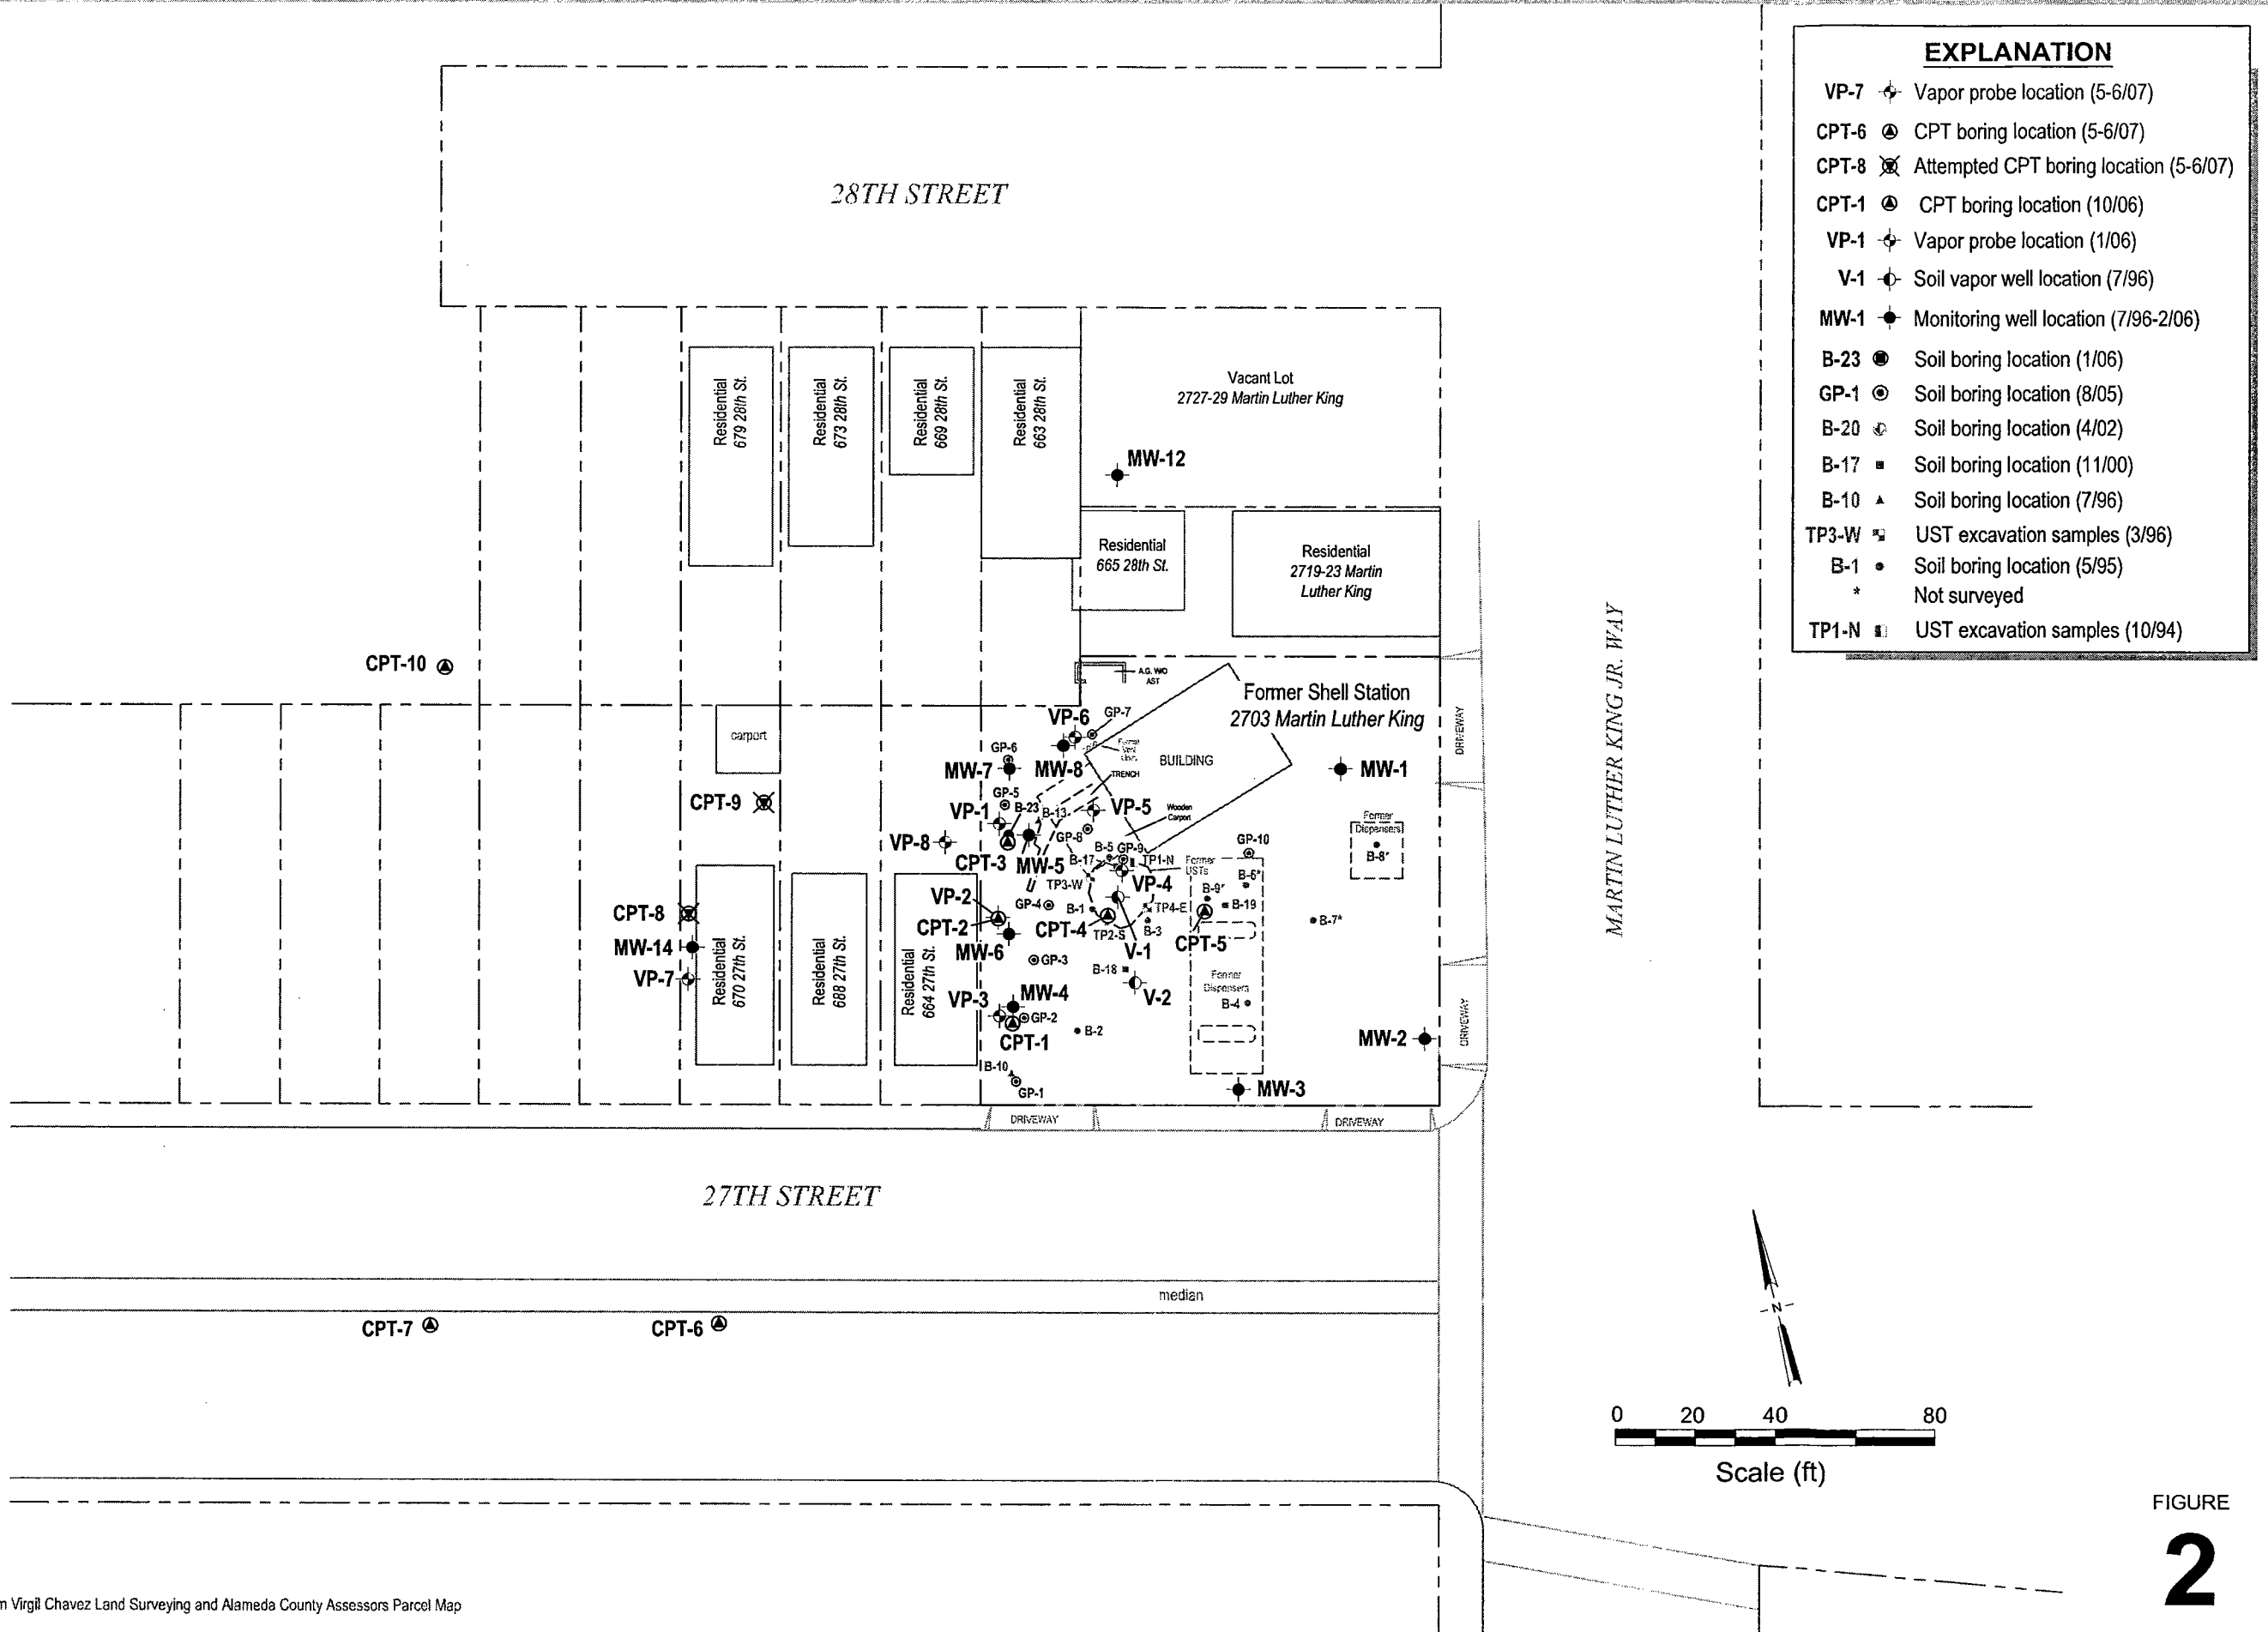 EXPLANATION
VP-7 Vapor probe location (5-6/07)
CPT-6 CPT boring location (5-6/07)
CPT-8 Attempted CPT boring location (5-6/07)
CPT-1 CPT boring location (10/06)
VP-1 Vapor probe location (1/06)
V-1 Soil vapor well location (7/96)
MW-1 Monitoring well location (7/96-2/06)
B-23 Soil boring location (1/06)
GP-1 Soil boring location (8/05)
B-20 Soil boring location (4/02)
B-17 Soil boring location (11/00)
B-10 Soil boring location (7/96)
TP3-W UST excavation samples (3/96)
B-1 Soil boring location (5/95)
* Not surveyed
TP1-N UST excavation samples (10/94)
28TH STREET
Residential
679 28th St.
Residential
673 28th St.
Residential
669 28th St.
Residential
663 28th St.
Vacant Lot
2727-29 Martin Luther King
MW-12
Residential
665 28th St.
Residential
2719-23 Martin
Luther King
MARTIN LUTHER KING JR. WAY
CPT-10
A.G. W/O
AST
Former Shell Station
2703 Martin Luther King
DRIVEWAY
carport
VP-6
GP-7
Former
Vent
GP-6
MW-7
MW-8
BUILDING
TRENCH
MW-1
CPT-9
GP-5
VP-1
B-23
B-13
VP-5
Wooden
Carport
Former
Dispensers
B-8*
VP-8
GP-8
GP-10
CPT-3
MW-5
B-5
GP-9
B-17
TP1-N
Former
USTs
TP3-W
VP-4
B-6*
B-9*
VP-2
GP-4
B-1
TP4-E
B-19
CPT-8
CPT-2
CPT-4
TP2-S
B-3
B-7*
MW-14
MW-6
V-1
CPT-5
GP-3
B-18
VP-7
Residential
670 27th St.
Residential
688 27th St.
Residential
664 27th St.
VP-3
MW-4
V-2
Former
Dispensers
B-4
GP-2
CPT-1
B-2
MW-2
DRIVEWAY
B-10
GP-1
MW-3
DRIVEWAY
DRIVEWAY
27TH STREET
median
CPT-7
CPT-6
N
0 20 40 80
Scale (ft)
FIGURE
2
Virgil Chavez Land Surveying and Alameda County Assessors Parcel Map